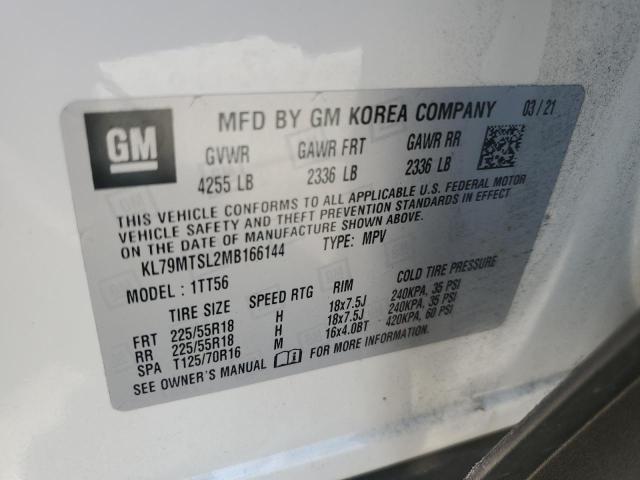 GM
MFD BY GM KOREA COMPANY 03 / 21
GVWR GAWR FRT GAWR RR
4255 LB 2336 LB 2336 LB
THIS VEHICLE CONFORMS TO ALL APPLICABLE U.S. FEDERAL MOTOR
VEHICLE SAFETY AND THEFT PREVENTION STANDARDS IN EFFECT
ON THE DATE OF MANUFACTURE SHOWN ABOVE.
KL79MTSL2MB166144 TYPE: MPV
MODEL : 1TT56
TIRE SIZE SPEED RTG RIM COLD TIRE PRESSURE
FRT 225/55R18 H 18x7.5J 240KPA, 35 PSI
RR 225/55R18 H 18x7.5J 240KPA, 35 PSI
SPA T125/70R16 M 16x4.0BT 420KPA, 60 PSI
SEE OWNER'S MANUAL FOR MORE INFORMATION.